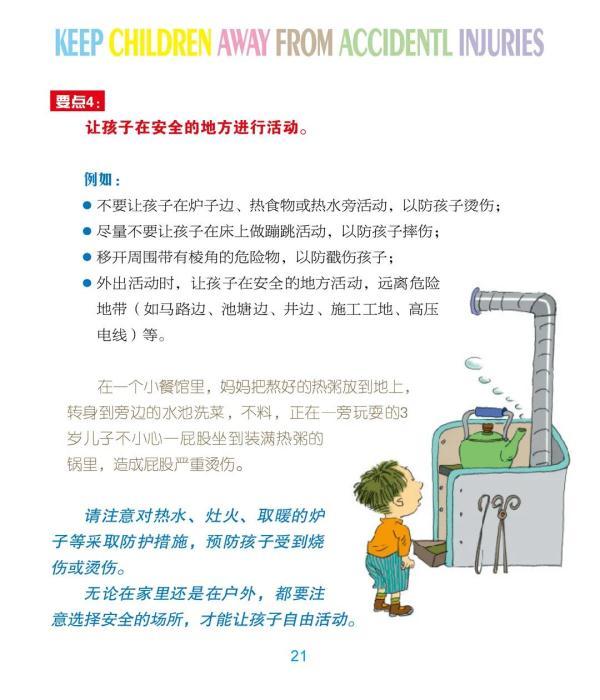 KEEP CHILDREN AWAY FROM ACCIDENTL INJURIES
要点4：
让孩子在安全的地方进行活动。
例如：
● 不要让孩子在炉子边、热食物或热水旁活动，以防孩子烫伤；
● 尽量不要让孩子在床上做蹦跳活动，以防孩子摔伤；
● 移开周围带有棱角的危险物，以防戳伤孩子；
● 外出活动时，让孩子在安全的地方活动，远离危险
地带（如马路边、池塘边、井边、施工工地、高压
电线）等。
在一个小餐馆里，妈妈把熬好的热粥放到地上，
转身到旁边的水池洗菜，不料，正在一旁玩耍的3
岁儿子不小心一屁股坐到装满热粥的
锅里，造成屁股严重烫伤。
请注意对热水、灶火、取暖的炉
子等采取防护措施，预防孩子受到烧
伤或烫伤。
无论在家里还是在户外，都要注
意选择安全的场所，才能让孩子自由活动。
21